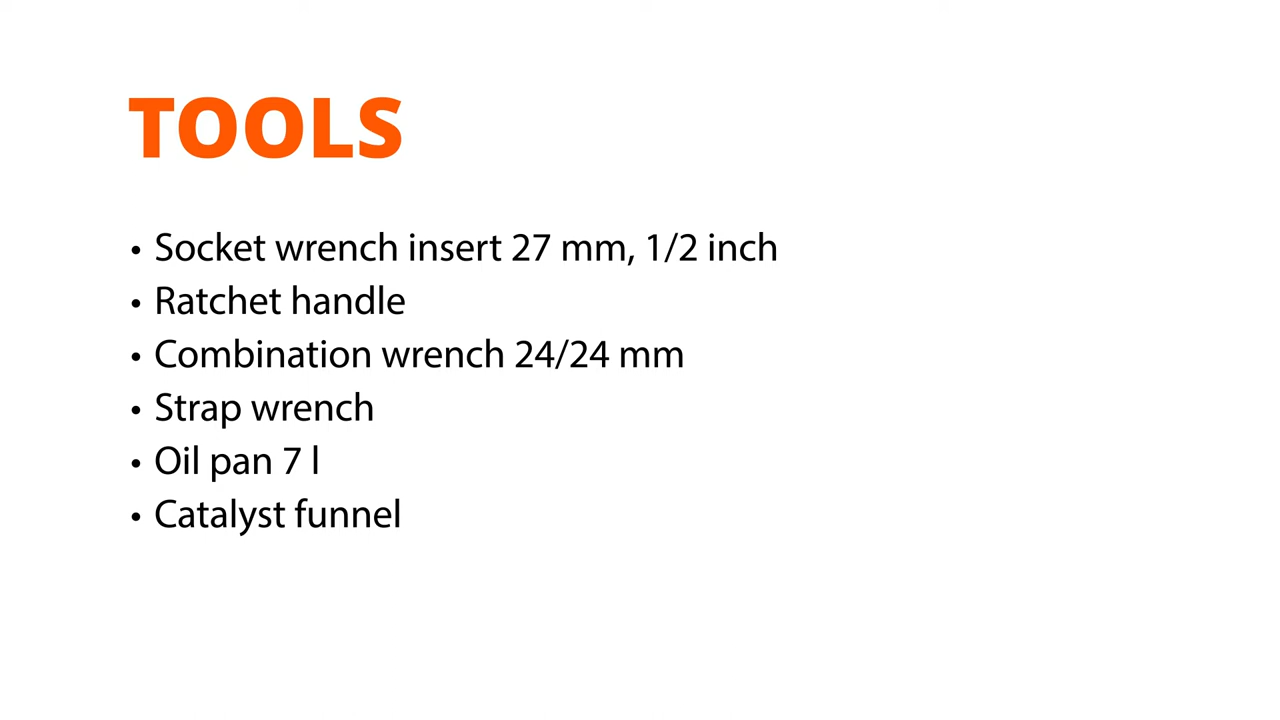 TOOLS
• Socket wrench insert 27 mm, 1/2 inch
• Ratchet handle
• Combination wrench 24/24 mm
• Strap wrench
• Oil pan 7 l
• Catalyst funnel